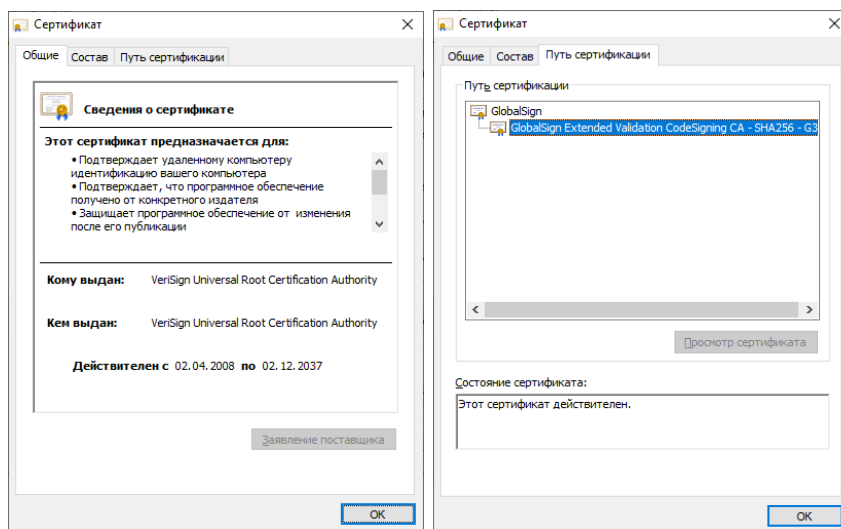 Сертификат
Общие Состав Путь сертификации
Сведения о сертификате
Этот сертификат предназначается для:
• Подтверждает удаленному компьютеру
идентификацию вашего компьютера
• Подтверждает, что программное обеспечение
получено от конкретного издателя
• Защищает программное обеспечение от изменения
после его публикации
Кому выдан: VeriSign Universal Root Certification Authority
Кем выдан: VeriSign Universal Root Certification Authority
Действителен с 02.04.2008 по 02.12.2037
Заявление поставщика
ОК
Сертификат
Общие Состав Путь сертификации
Путь сертификации
GlobalSign
GlobalSign Extended Validation CodeSigning CA - SHA256 - G3
Просмотр сертификата
Состояние сертификата:
Этот сертификат действителен.
ОК